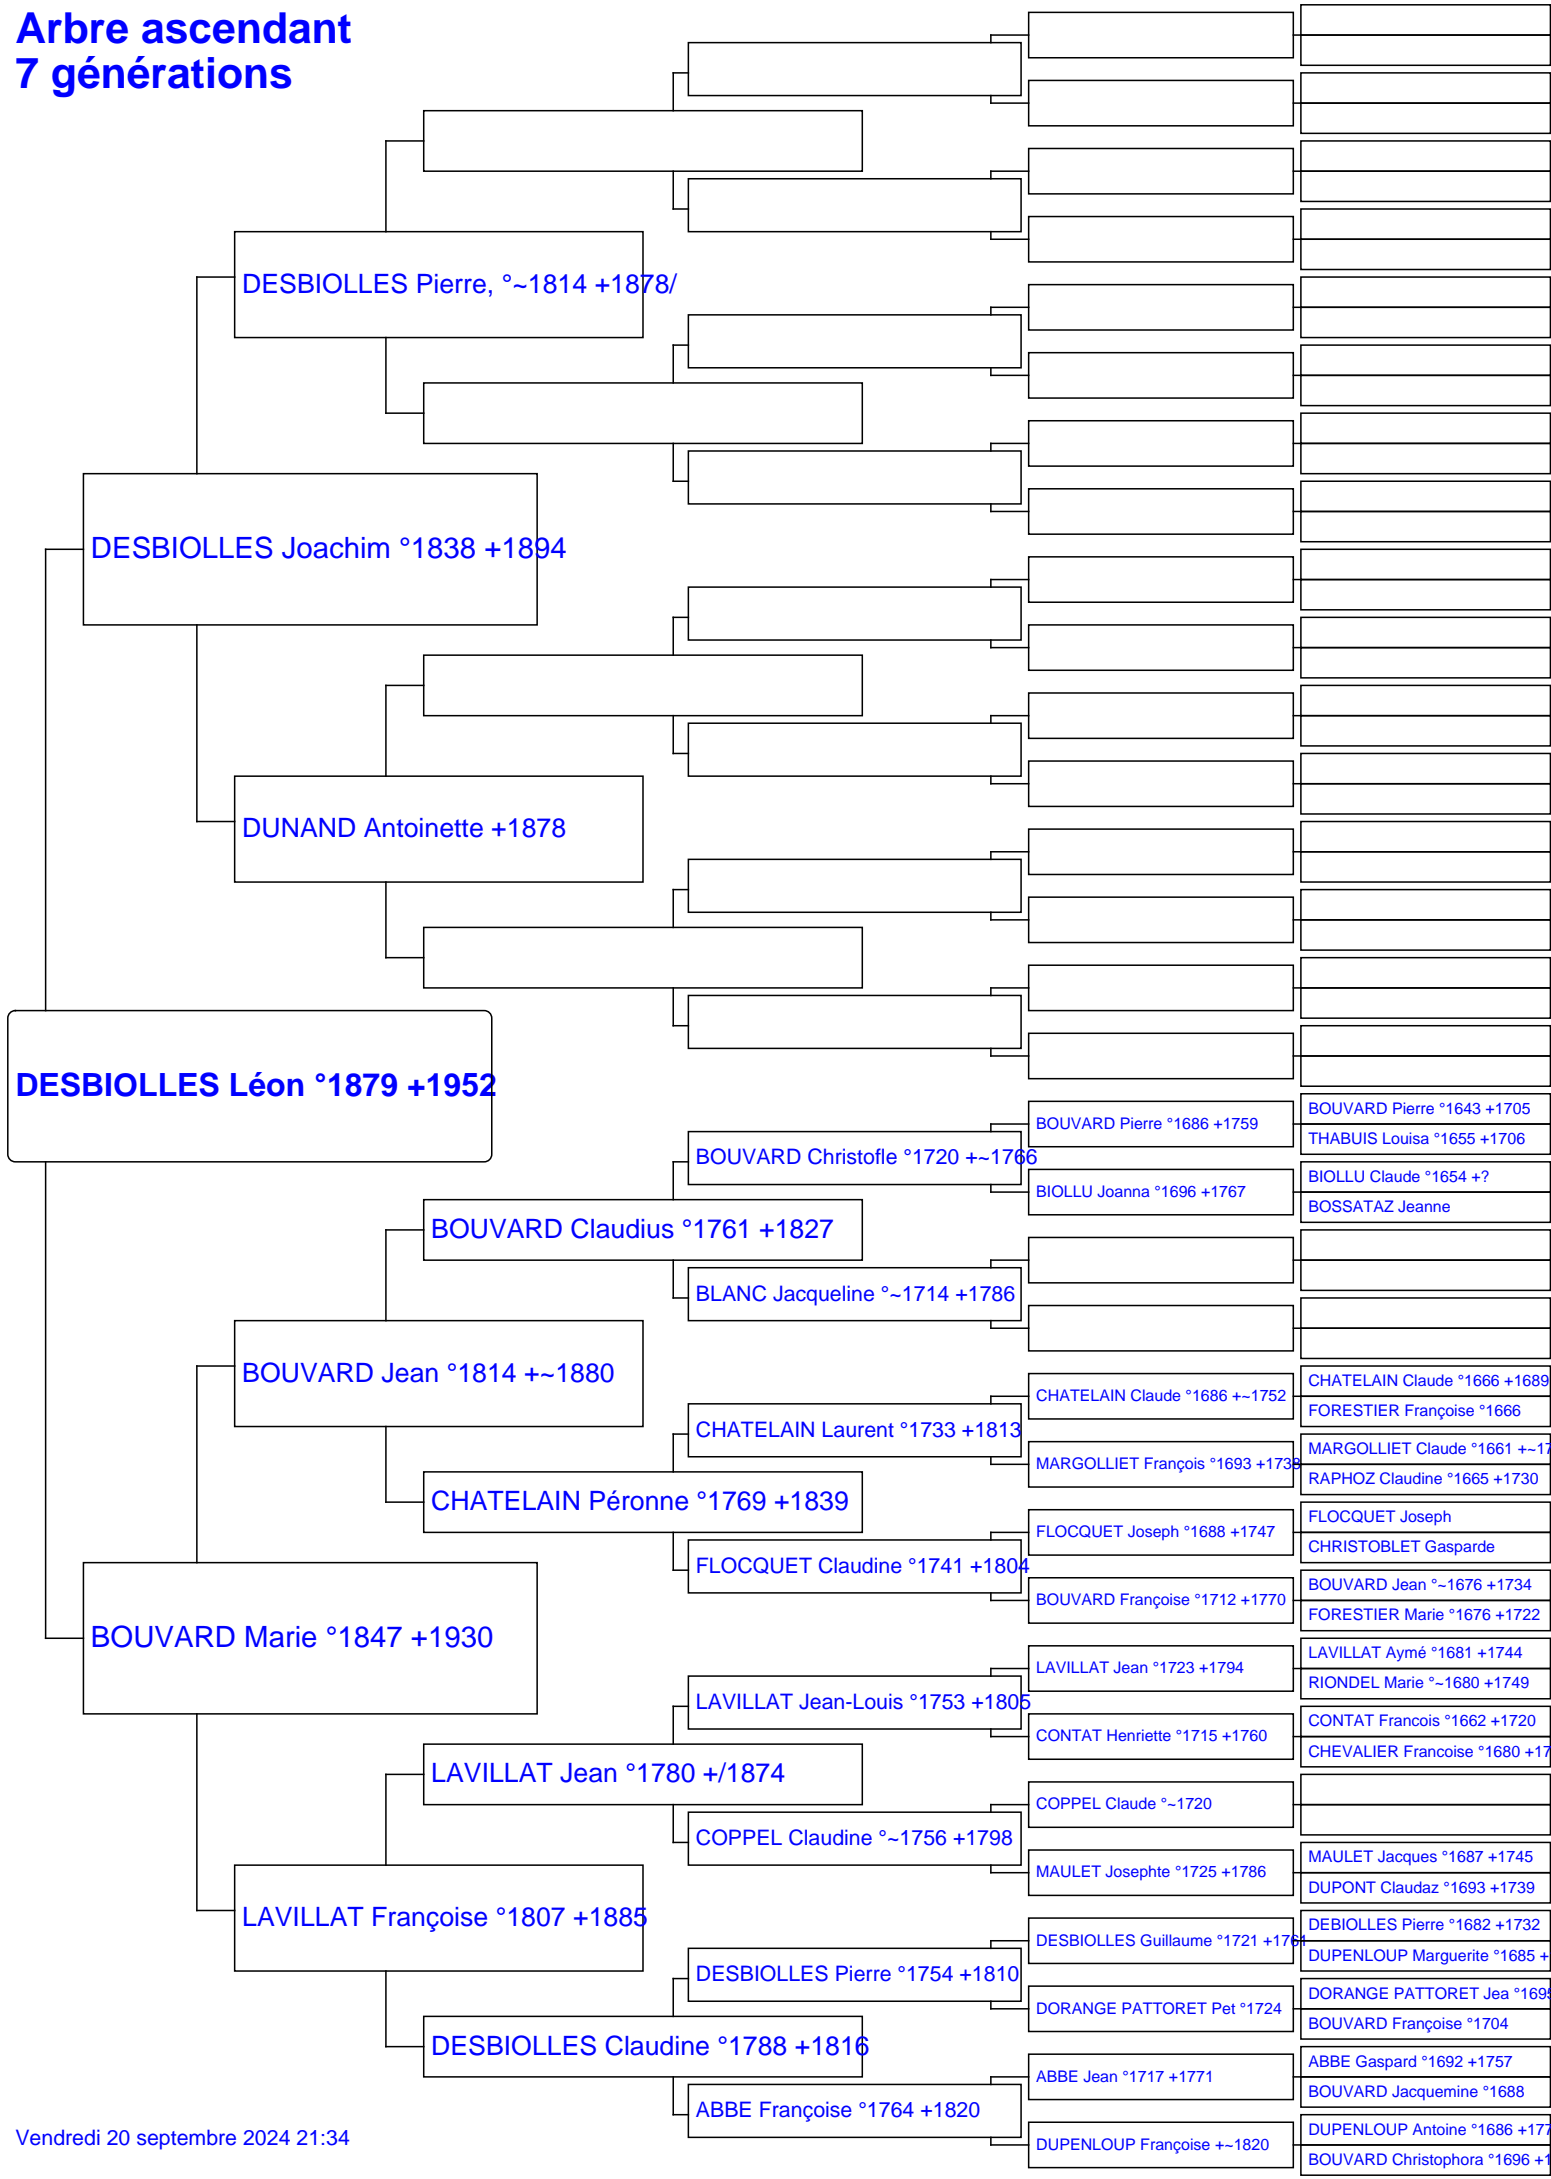 Arbre ascendant
7 générations
DESBIOLLES Pierre, °~1814 +1878/
DESBIOLLES Joachim °1838 +1894
DUNAND Antoinette +1878
DESBIOLLES Léon °1879 +1952
BOUVARD Pierre °1643 +1705
BOUVARD Pierre °1686 +1759
THABUIS Louisa °1655 +1706
BOUVARD Christofle °1720 +~1766
BIOLLU Claude °1654 +?
BIOLLU Joanna °1696 +1767
BOSSATAZ Jeanne
BOUVARD Claudius °1761 +1827
BLANC Jacqueline °~1714 +1786
BOUVARD Jean °1814 +~1880
CHATELAIN Claude °1666 +1689
CHATELAIN Claude °1686 +~1752
FORESTIER Françoise °1666
CHATELAIN Laurent °1733 +1813
MARGOLLIET Claude °1661 +~17
MARGOLLIET François °1693 +1738
RAPHOZ Claudine °1665 +1730
CHATELAIN Péronne °1769 +1839
FLOCQUET Joseph
FLOCQUET Joseph °1688 +1747
CHRISTOBLET Gasparde
FLOCQUET Claudine °1741 +1804
BOUVARD Jean °~1676 +1734
BOUVARD Françoise °1712 +1770
FORESTIER Marie °1676 +1722
BOUVARD Marie °1847 +1930
LAVILLAT Aymé °1681 +1744
LAVILLAT Jean °1723 +1794
RIONDEL Marie °~1680 +1749
LAVILLAT Jean-Louis °1753 +1805
CONTAT Francois °1662 +1720
CONTAT Henriette °1715 +1760
CHEVALIER Francoise °1680 +17
LAVILLAT Jean °1780 +/1874
COPPEL Claude °~1720
COPPEL Claudine °~1756 +1798
MAULET Jacques °1687 +1745
MAULET Josephte °1725 +1786
DUPONT Claudaz °1693 +1739
LAVILLAT Françoise °1807 +1885
DEBIOLLES Pierre °1682 +1732
DESBIOLLES Guillaume °1721 +1761
DUPENLOUP Marguerite °1685 +
DESBIOLLES Pierre °1754 +1810
DORANGE PATTORET Jea °1695
DORANGE PATTORET Pet °1724
BOUVARD Françoise °1704
DESBIOLLES Claudine °1788 +1816
ABBE Gaspard °1692 +1757
ABBE Jean °1717 +1771
BOUVARD Jacquemine °1688
ABBE Françoise °1764 +1820
DUPENLOUP Antoine °1686 +177
DUPENLOUP Françoise +~1820
BOUVARD Christophora °1696 +1
Vendredi 20 septembre 2024 21:34